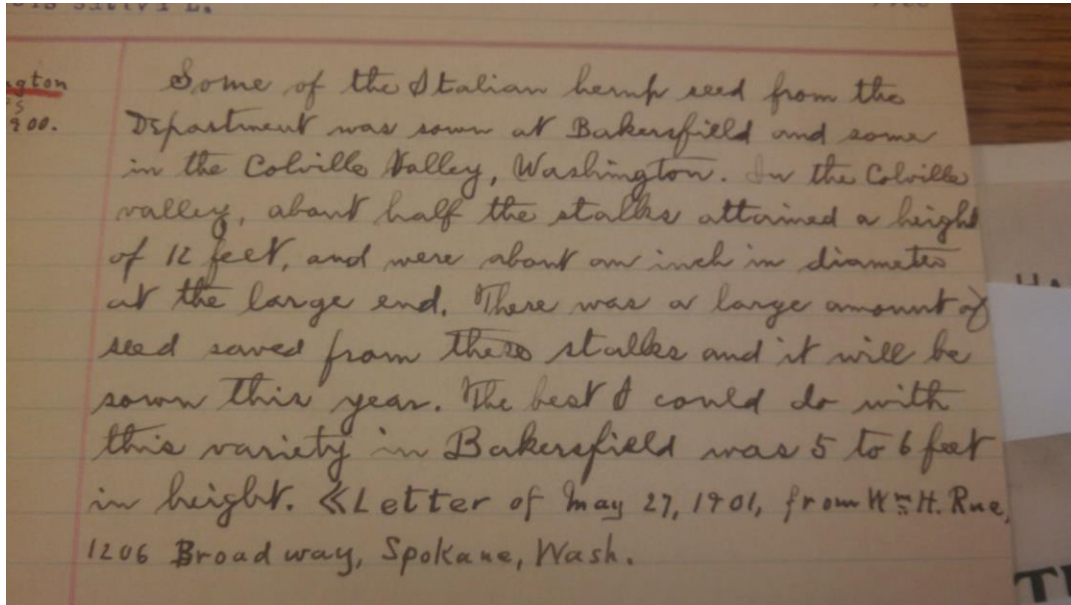 ngton
900.
Some of the Italian hemp seed from the
Department was sown at Bakersfield and some
in the Colville Valley, Washington. In the Colville
valley, about half the stalks attained a height
of 12 feet, and were about an inch in diameter
at the large end. There was a large amount of
seed saved from these stalks and it will be
sown this year. The best I could do with
this variety in Bakersfield was 5 to 6 feet
in height. «Letter of May 27, 1901, from Wm H. Rue,
1206 Broadway, Spokane, Wash.